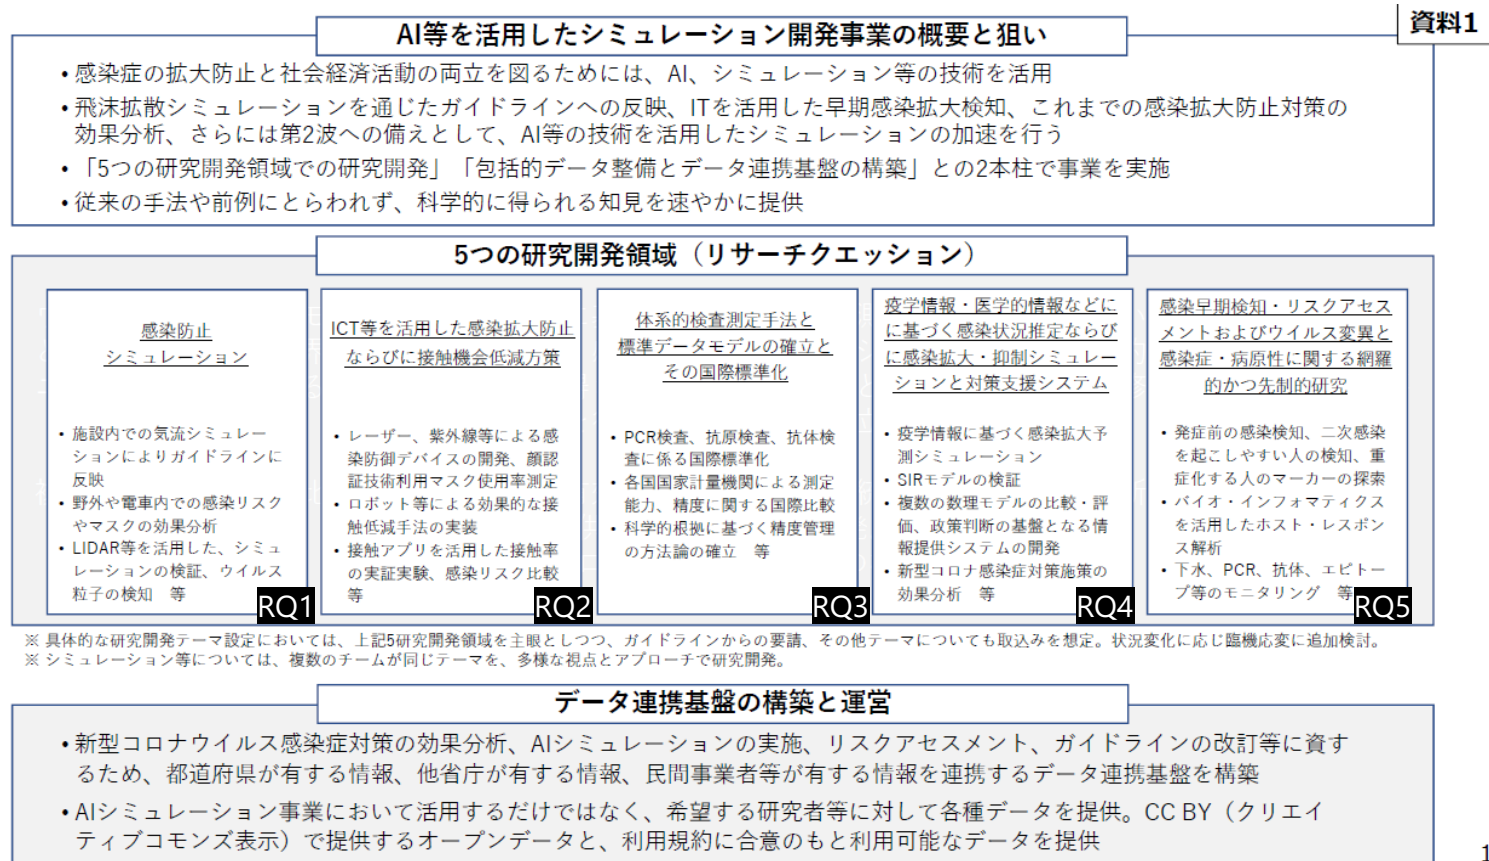 資料1
AI等を活用したシミュレーション開発事業の概要と狙い
• 感染症の拡大防止と社会経済活動の両立を図るためには、AI、シミュレーション等の技術を活用
• 飛沫拡散シミュレーションを通じたガイドラインへの反映、ITを活用した早期感染拡大検知、これまでの感染拡大防止対策の
効果分析、さらには第2波への備えとして、AI等の技術を活用したシミュレーションの加速を行う
• 「5つの研究開発領域での研究開発」「包括的データ整備とデータ連携基盤の構築」との2本柱で事業を実施
• 従来の手法や前例にとらわれず、科学的に得られる知見を速やかに提供
5つの研究開発領域（リサーチクエッション）
感染防止
シミュレーション
• 施設内での気流シミュレー
ションによりガイドラインに
反映
• 野外や電車内での感染リスク
やマスクの効果分析
• LIDAR等を活用した、シミュ
レーションの検証、ウイルス
粒子の検知　等
RQ1
ICT等を活用した感染拡大防止
ならびに接触機会低減方策
• レーザー、紫外線等による感
染防御デバイスの開発、顔認
証技術利用マスク使用率測定
• ロボット等による効果的な接
触低減手法の実装
• 接触アプリを活用した接触率
の実証実験、感染リスク比較
等
RQ2
体系的検査測定手法と
標準データモデルの確立と
その国際標準化
• PCR検査、抗原検査、抗体検
査に係る国際標準化
• 各国国家計量機関による測定
能力、精度に関する国際比較
• 科学的根拠に基づく精度管理
の方法論の確立　等
RQ3
疫学情報・医学的情報などに
に基づく感染状況推定ならび
に感染拡大・抑制シミュレー
ションと対策支援システム
• 疫学情報に基づく感染拡大予
測シミュレーション
• SIRモデルの検証
• 複数の数理モデルの比較・評
価、政策判断の基盤となる情
報提供システムの開発
• 新型コロナ感染症対策施策の
効果分析　等
RQ4
感染早期検知・リスクアセス
メントおよびウイルス変異と
感染症・病原性に関する網羅
的かつ先制的研究
• 発症前の感染検知、二次感染
を起こしやすい人の検知、重
症化する人のマーカーの探索
• バイオ・インフォマティクス
を活用したホスト・レスポン
ス解析
• 下水、PCR、抗体、エピトー
プ等のモニタリング　等
RQ5
※ 具体的な研究開発テーマ設定においては、上記5研究開発領域を主眼としつつ、ガイドラインからの要請、その他テーマについても取込みを想定。状況変化に応じ臨機応変に追加検討。
※ シミュレーション等については、複数のチームが同じテーマを、多様な視点とアプローチで研究開発。
データ連携基盤の構築と運営
• 新型コロナウイルス感染症対策の効果分析、AIシミュレーションの実施、リスクアセスメント、ガイドラインの改訂等に資す
るため、都道府県が有する情報、他省庁が有する情報、民間事業者等が有する情報を連携するデータ連携基盤を構築
• AIシミュレーション事業において活用するだけではなく、希望する研究者等に対して各種データを提供。CC BY（クリエイ
ティブコモンズ表示）で提供するオープンデータと、利用規約に合意のもと利用可能なデータを提供
1